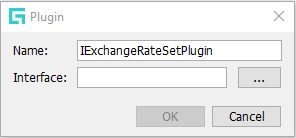 Plugin
Name: IExchangeRateSetPlugin
Interface: ...
OK Cancel